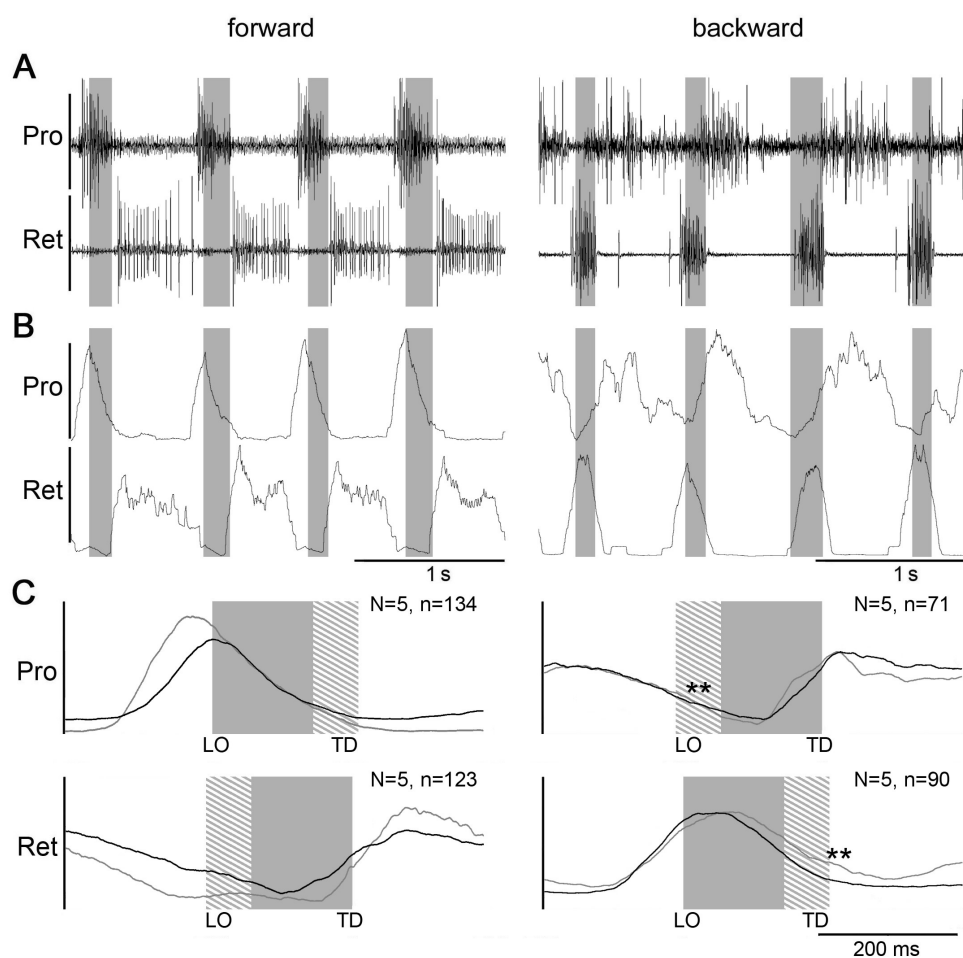 forward
backward
A
Pro
Ret
B
Pro
Ret
1 s
1 s
C
N=5, n=134
N=5, n=71
Pro
**
LO
TD
LO
TD
N=5, n=123
N=5, n=90
Ret
**
LO
TD
LO
TD
200 ms